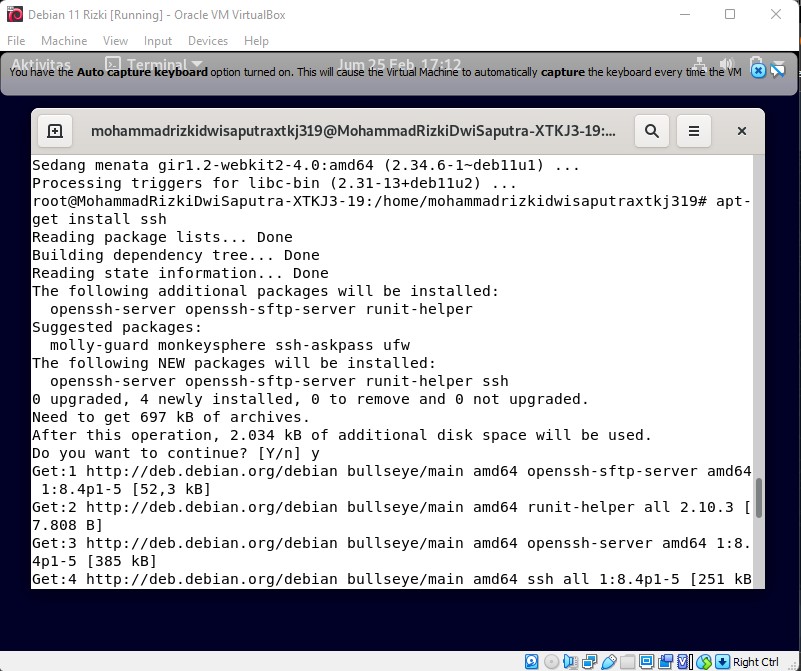 Debian 11 Rizki [Running] - Oracle VM VirtualBox
File Machine View Input Devices Help
Aktivitas Terminal Jum 25 Feb 17:12
You have the Auto capture keyboard option turned on. This will cause the Virtual Machine to automatically capture the keyboard every time the VM
mohammadrizkidwisaputraxtkj319@MohammadRizkiDwiSaputra-XTKJ3-19:...
Sedang menata gir1.2-webkit2-4.0:amd64 (2.34.6-1~deb11u1) ...
Processing triggers for libc-bin (2.31-13+deb11u2) ...
root@MohammadRizkiDwiSaputra-XTKJ3-19:/home/mohammadrizkidwisaputraxtkj319# apt-
get install ssh
Reading package lists... Done
Building dependency tree... Done
Reading state information... Done
The following additional packages will be installed:
openssh-server openssh-sftp-server runit-helper
Suggested packages:
molly-guard monkeysphere ssh-askpass ufw
The following NEW packages will be installed:
openssh-server openssh-sftp-server runit-helper ssh
0 upgraded, 4 newly installed, 0 to remove and 0 not upgraded.
Need to get 697 kB of archives.
After this operation, 2.034 kB of additional disk space will be used.
Do you want to continue? [Y/n] y
Get:1 http://deb.debian.org/debian bullseye/main amd64 openssh-sftp-server amd64
1:8.4p1-5 [52,3 kB]
Get:2 http://deb.debian.org/debian bullseye/main amd64 runit-helper all 2.10.3 [
7.808 B]
Get:3 http://deb.debian.org/debian bullseye/main amd64 openssh-server amd64 1:8.
4p1-5 [385 kB]
Get:4 http://deb.debian.org/debian bullseye/main amd64 ssh all 1:8.4p1-5 [251 kB
Right Ctrl